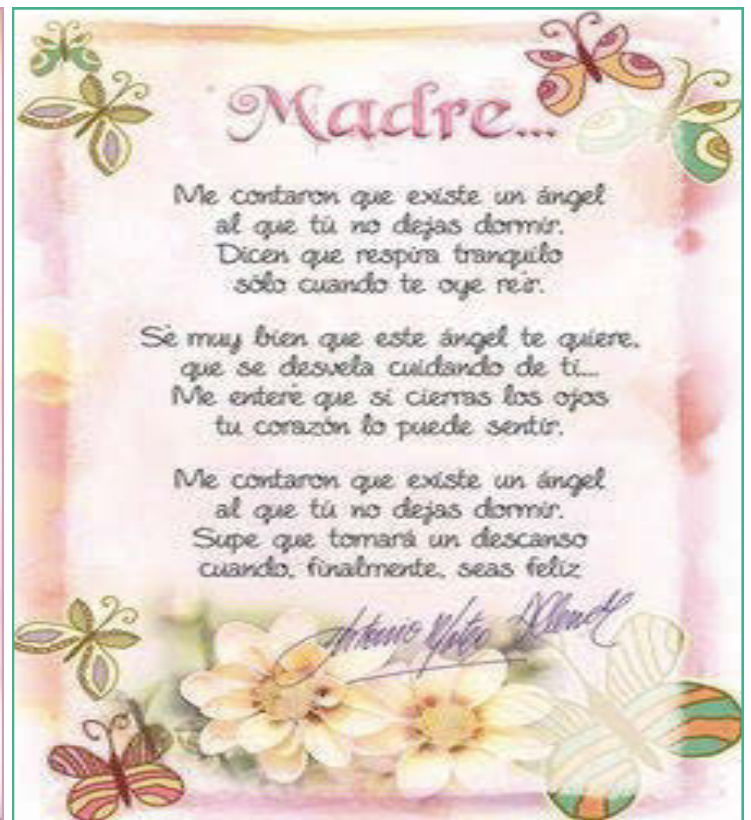 Madre...
Me contaron que existe un ángel
al que tú no dejas dormir.
Dicen que respira tranquilo
sólo cuando te oye reír.
Sé muy bien que este ángel te quiere,
que se desvela cuidando de ti...
Me enteré que si cierras los ojos
tu corazón lo puede sentir.
Me contaron que existe un ángel
al que tú no dejas dormir.
Supe que tomará un descanso
cuando, finalmente, seas feliz
Antonio